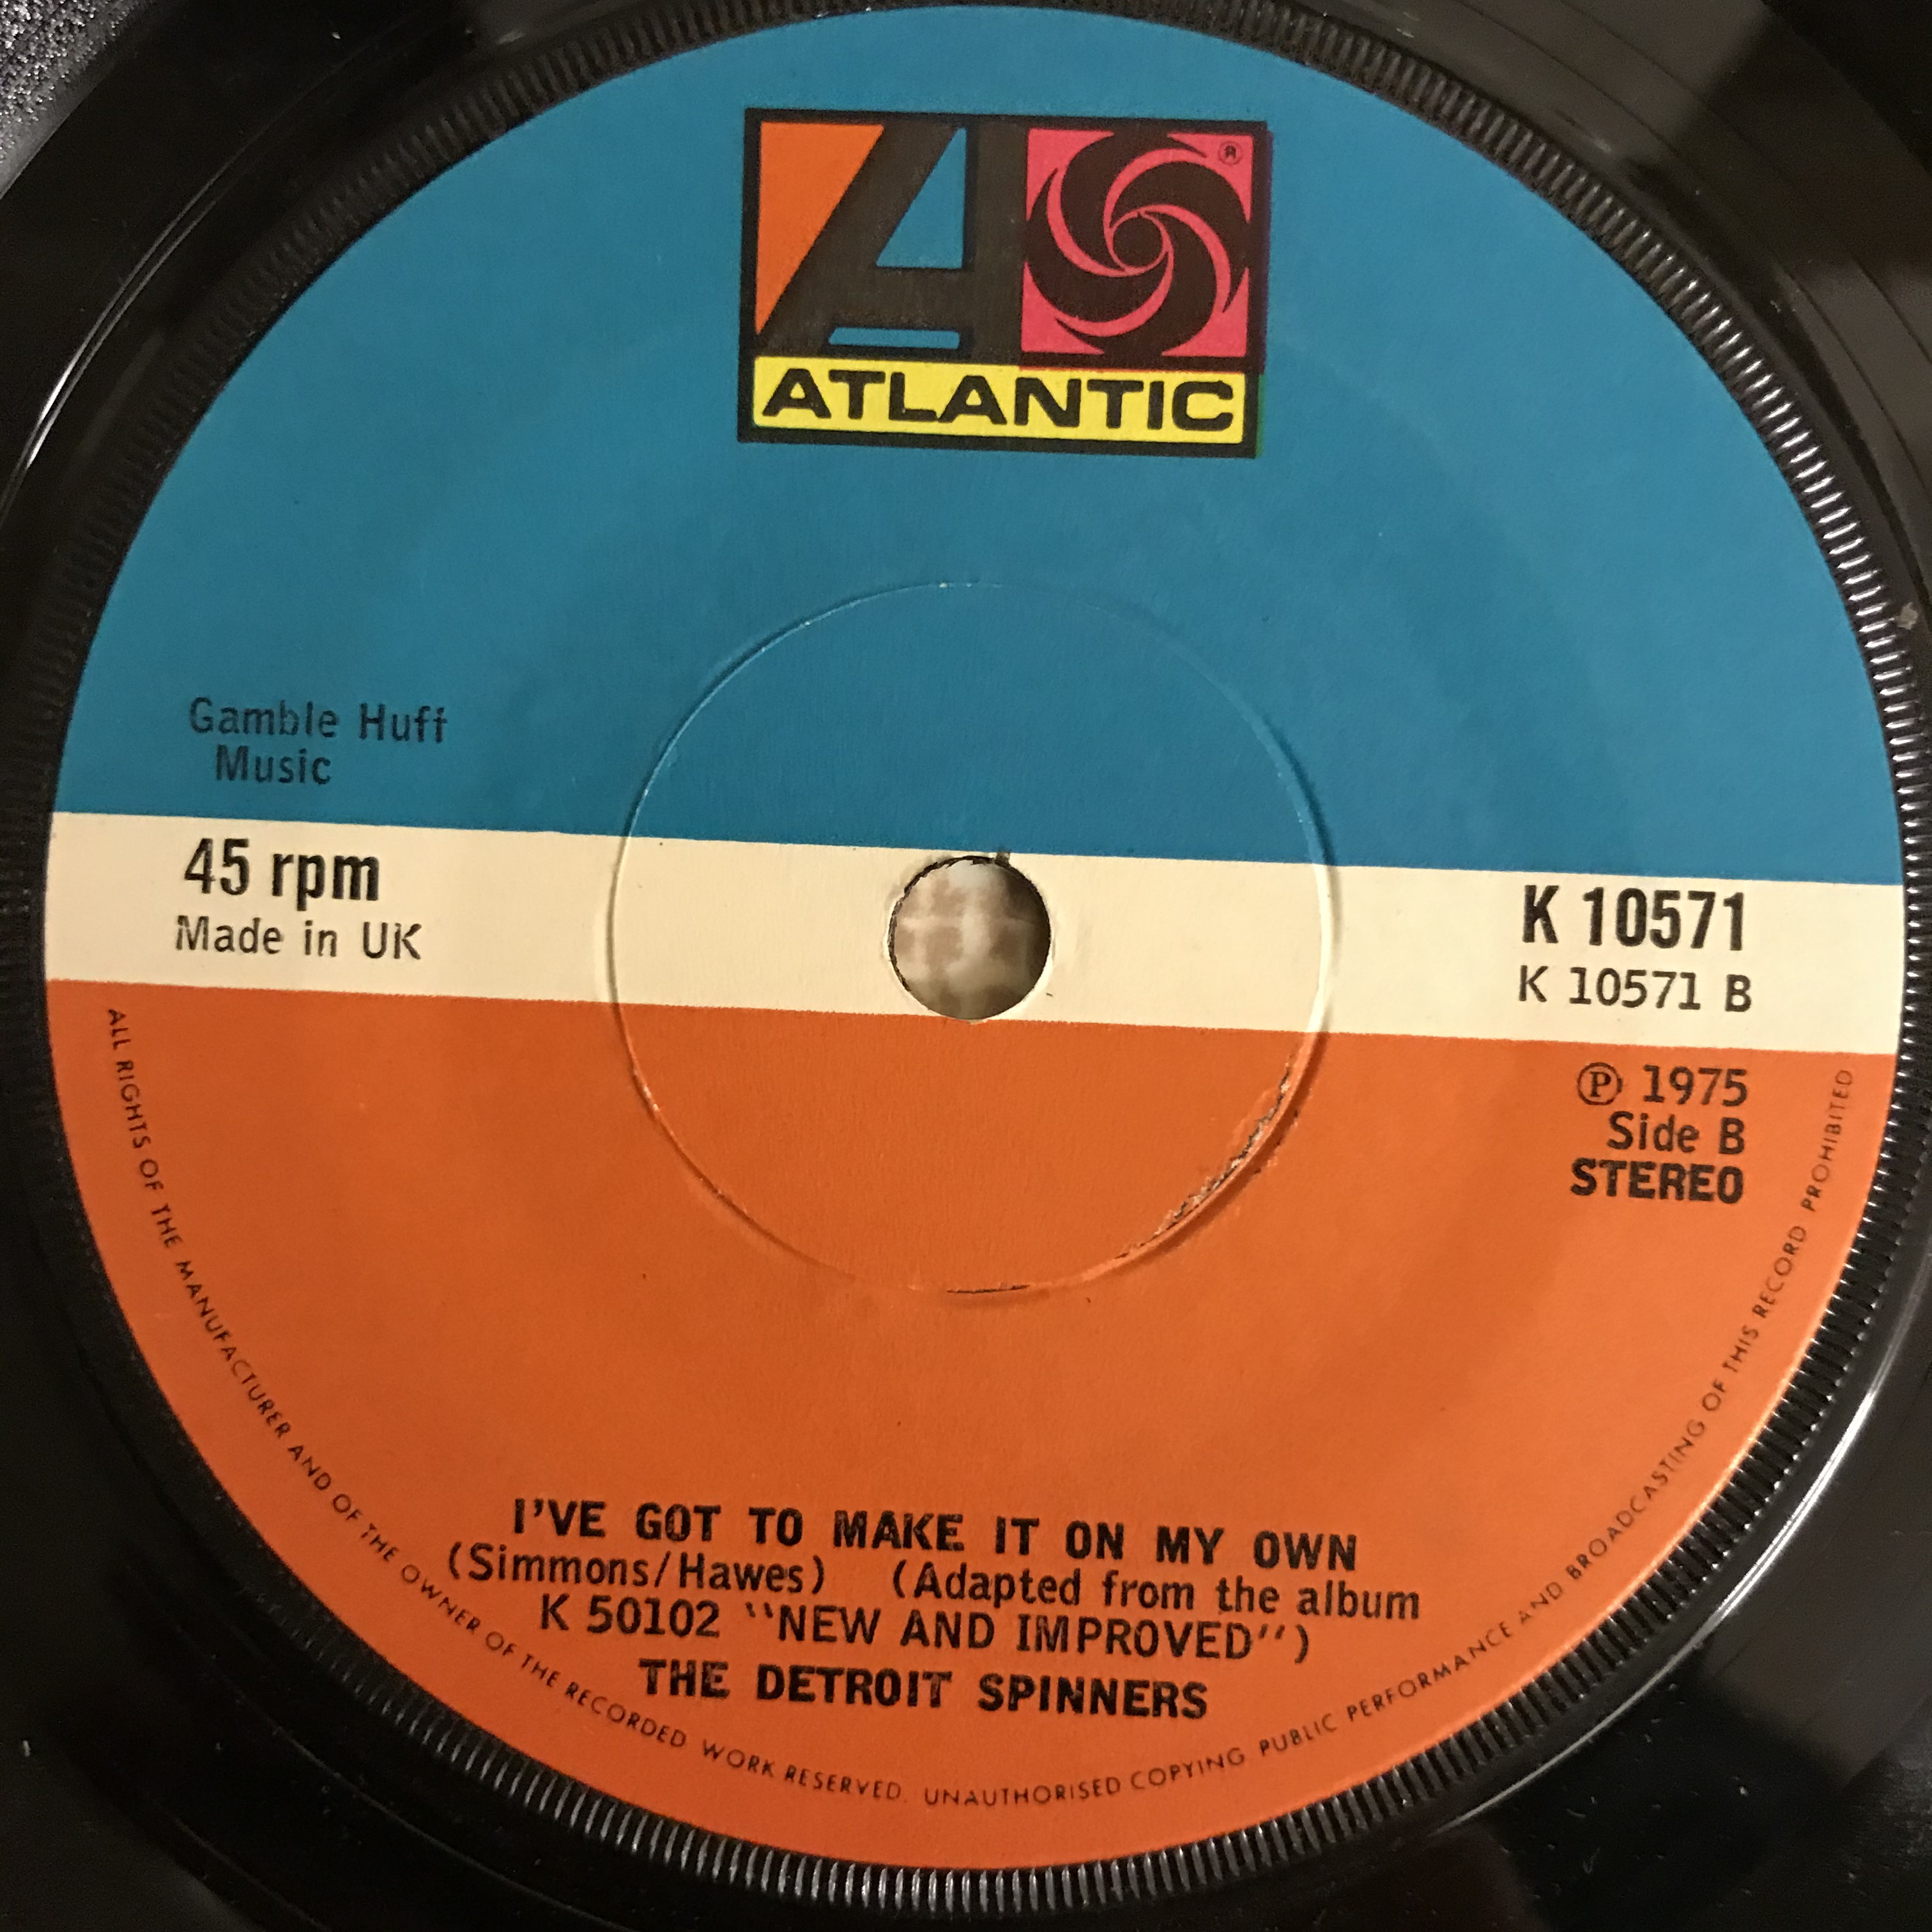 ®
ATLANTIC
Gamble Huff
Music
45 rpm
Made in UK
K 10571
K 10571 B
℗ 1975
Side B
STEREO
I'VE GOT TO MAKE IT ON MY OWN
(Simmons/Hawes) (Adapted from the album
K 50102 "NEW AND IMPROVED")
THE DETROIT SPINNERS
ALL RIGHTS OF THE MANUFACTURER AND OF THE OWNER OF THE RECORDED WORK RESERVED. UNAUTHORISED COPYING PUBLIC PERFORMANCE AND BROADCASTING OF THIS RECORD PROHIBITED